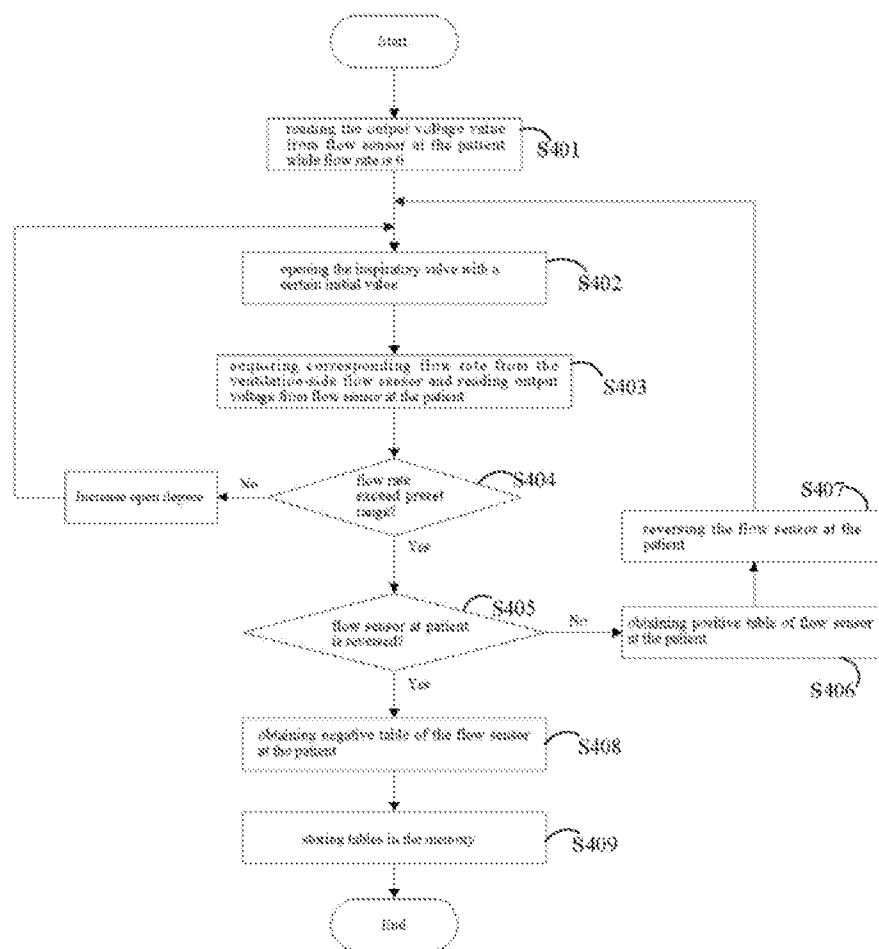 Start
reading the output voltage value
from flow sensor at the patient
while flow rate is 0
S401
opening the inspiratory valve with a
certain initial value
S402
acquiring corresponding flow rate from the
ventilation-side flow sensor and reading output
voltage from flow sensor at the patient
S403
flow rate
exceed preset
range?
S404
No
Increase open degree
Yes
S407
reversing the flow sensor at the
patient
flow sensor at patient
is reversed?
S405
No
obtaining positive table of flow sensor
at the patient
S406
Yes
obtaining negative table of the flow sensor
at the patient
S408
storing tables in the memory
S409
End